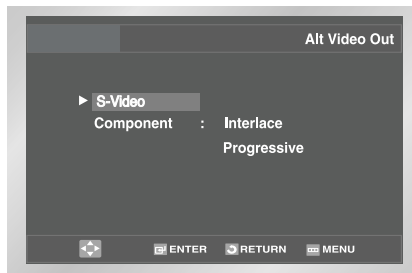 Alt Video Out
S-Video
Component : Interlace
Progressive
ENTER RETURN MENU